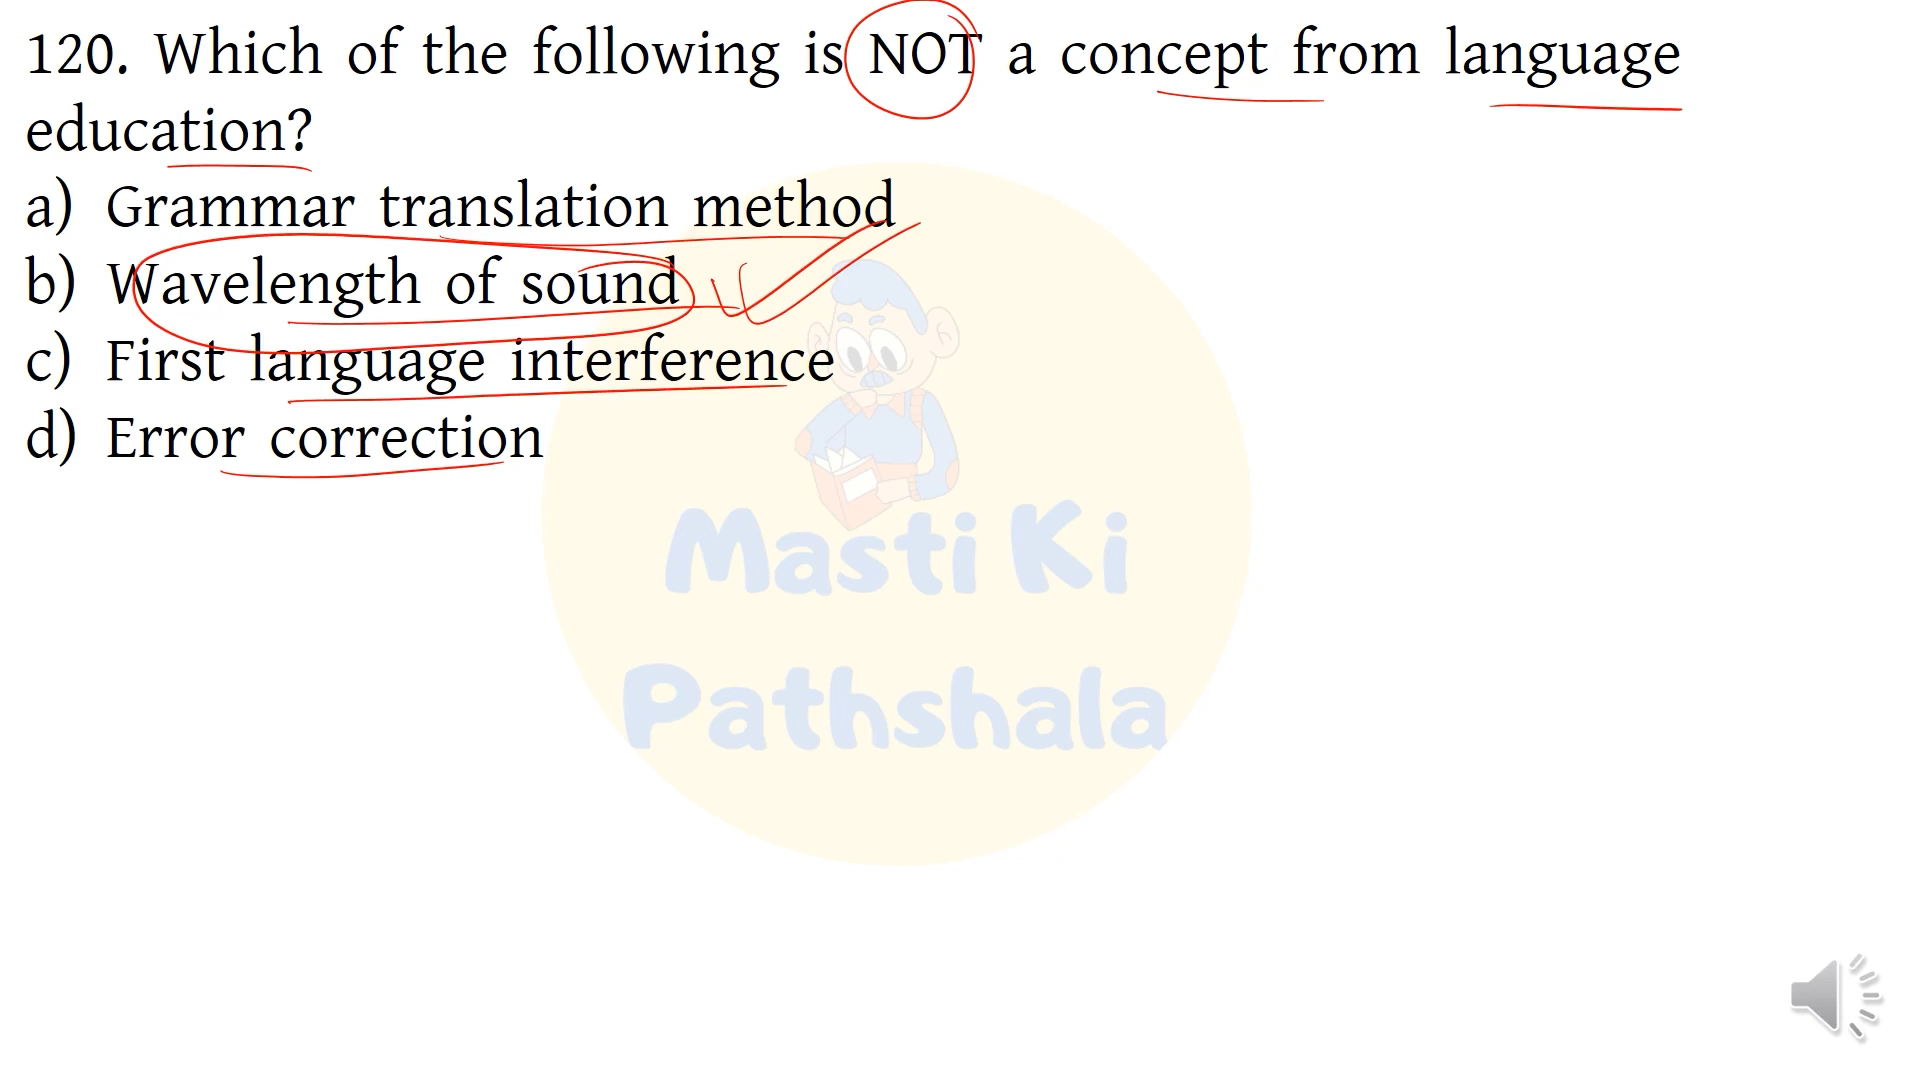 120. Which of the following is NOT a concept from language
education?
a) Grammar translation method
b) Wavelength of sound
c) First language interference
d) Error correction
Masti Ki
Pathshala